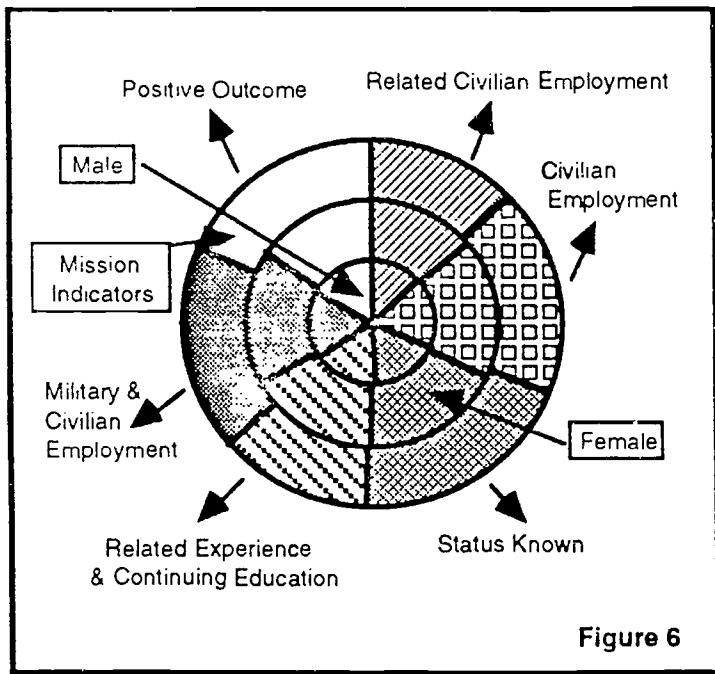 Positive Outcome
Related Civilian Employment
Male
Civilian
Employment
Mission
Indicators
Military &
Civilian
Employment
Female
Related Experience
& Continuing Education
Status Known
Figure 6